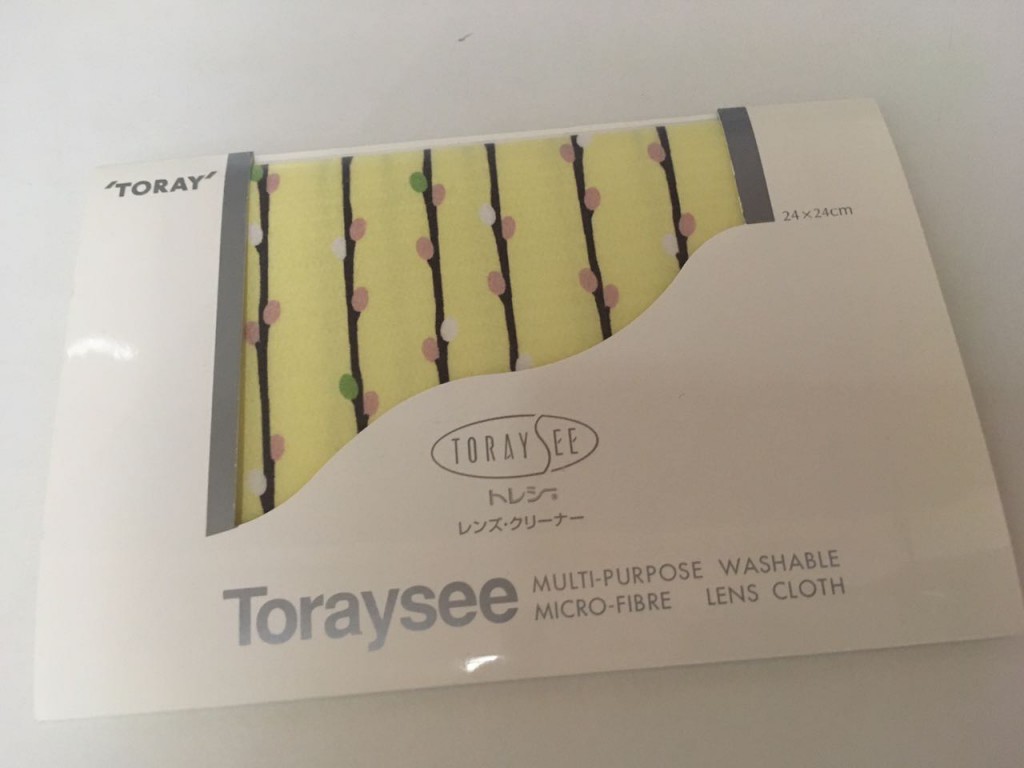 'TORAY'
24×24cm
TORAYSEE
トレシー®
レンズ・クリーナー
Toraysee
MULTI-PURPOSE WASHABLE
MICRO-FIBRE LENS CLOTH